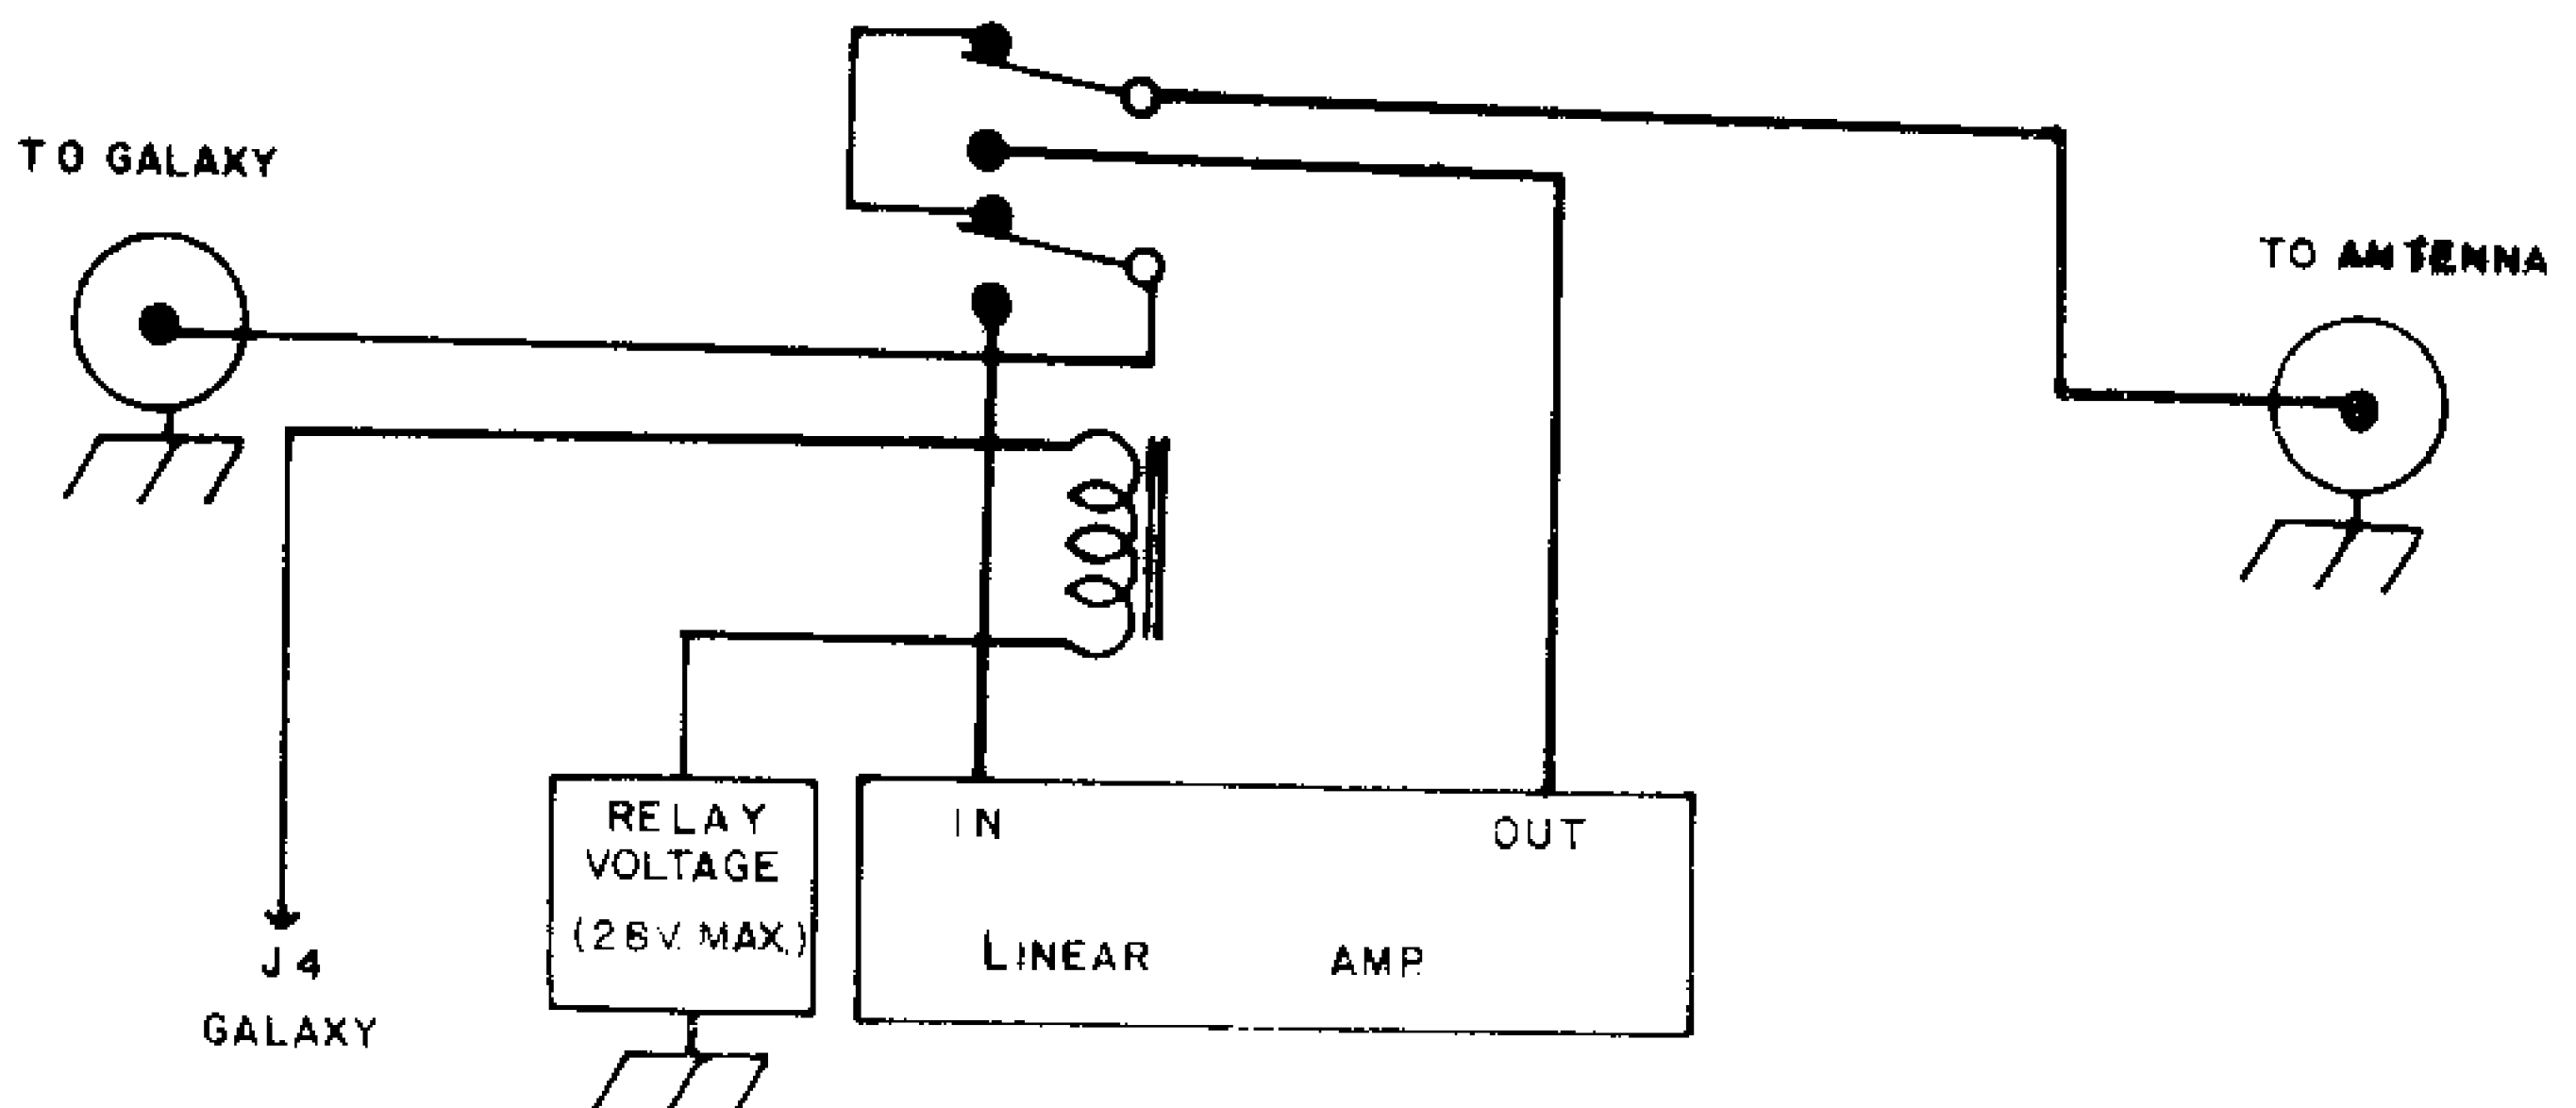 TO GALAXY
TO ANTENNA
RELAY
VOLTAGE
(26V. MAX.)
IN
OUT
LINEAR AMP.
J4
GALAXY